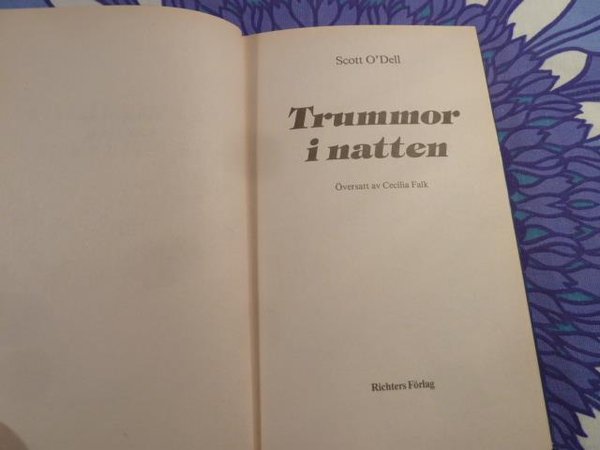 Scott O'Dell
Trummor
i natten
Översatt av Cecilia Falk
Richters Förlag